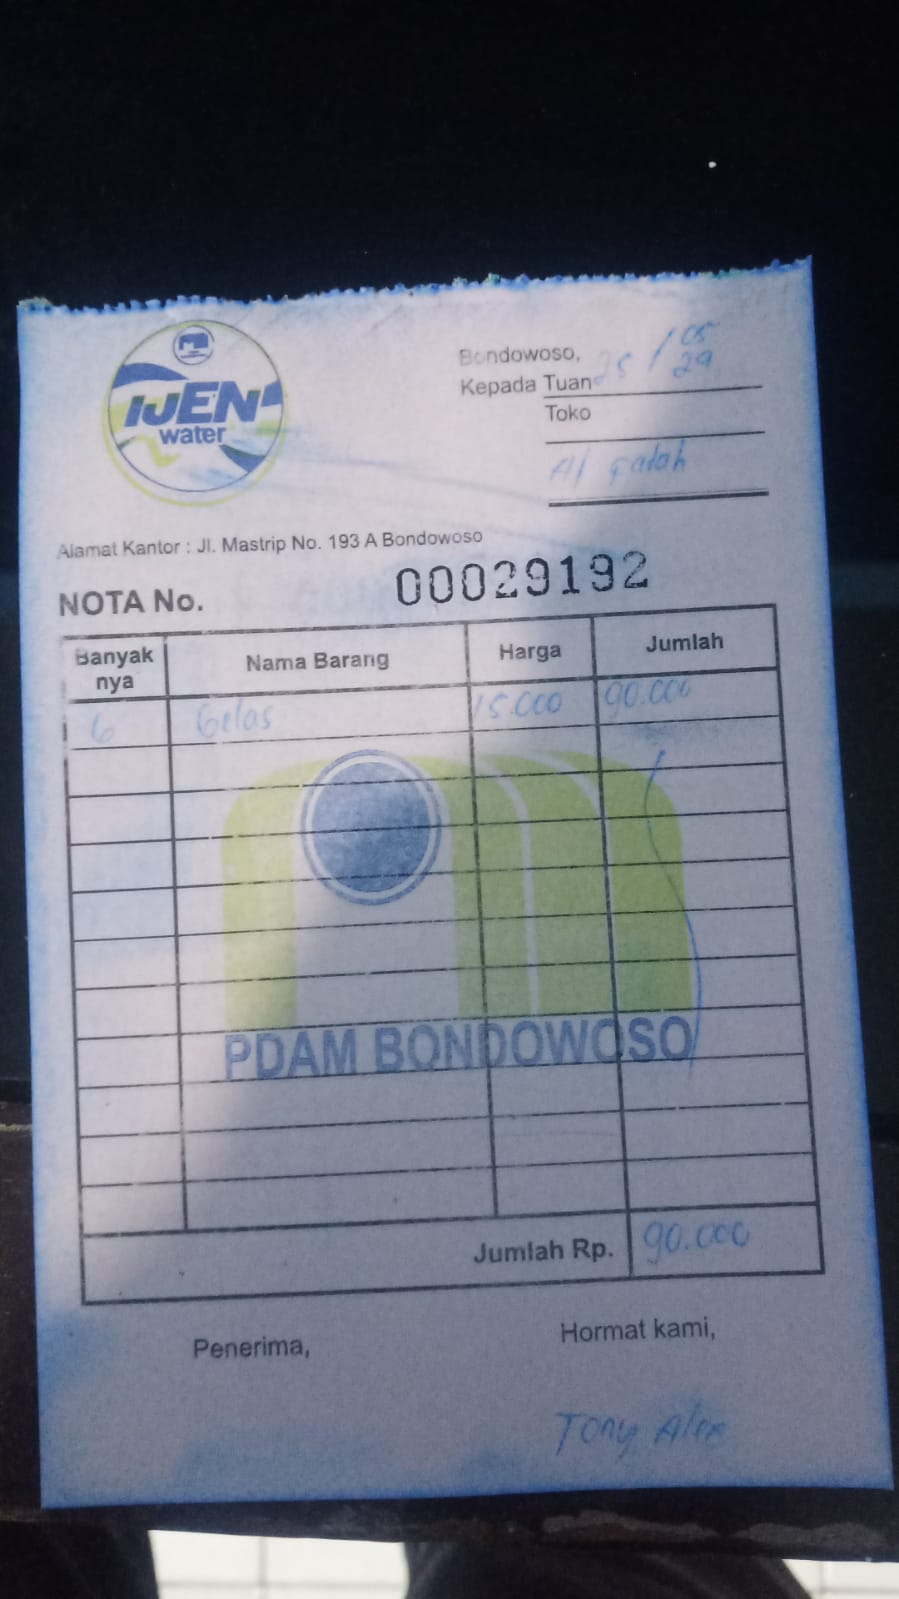 IJEN
water
Bondowoso, 25 / 05
29
Kepada Tuan
Toko
Al
Alamat Kantor : Jl. Mastrip No. 193 A Bondowoso
NOTA No. 00029192
Banyak nya Nama Barang Harga Jumlah
6 Gelas 15.000 90.000
PDAM BONDOWOSO
Jumlah Rp. 90.000
Penerima, Hormat kami,
Tony